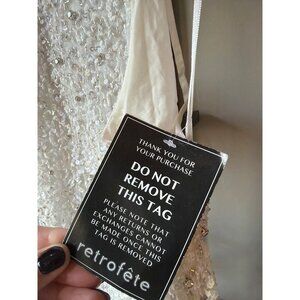 THANK YOU FOR
YOUR PURCHASE
DO NOT
REMOVE
THIS TAG
PLEASE NOTE THAT
ANY RETURNS OR
EXCHANGES CANNOT
BE MADE ONCE THIS
TAG IS REMOVED
retrofête